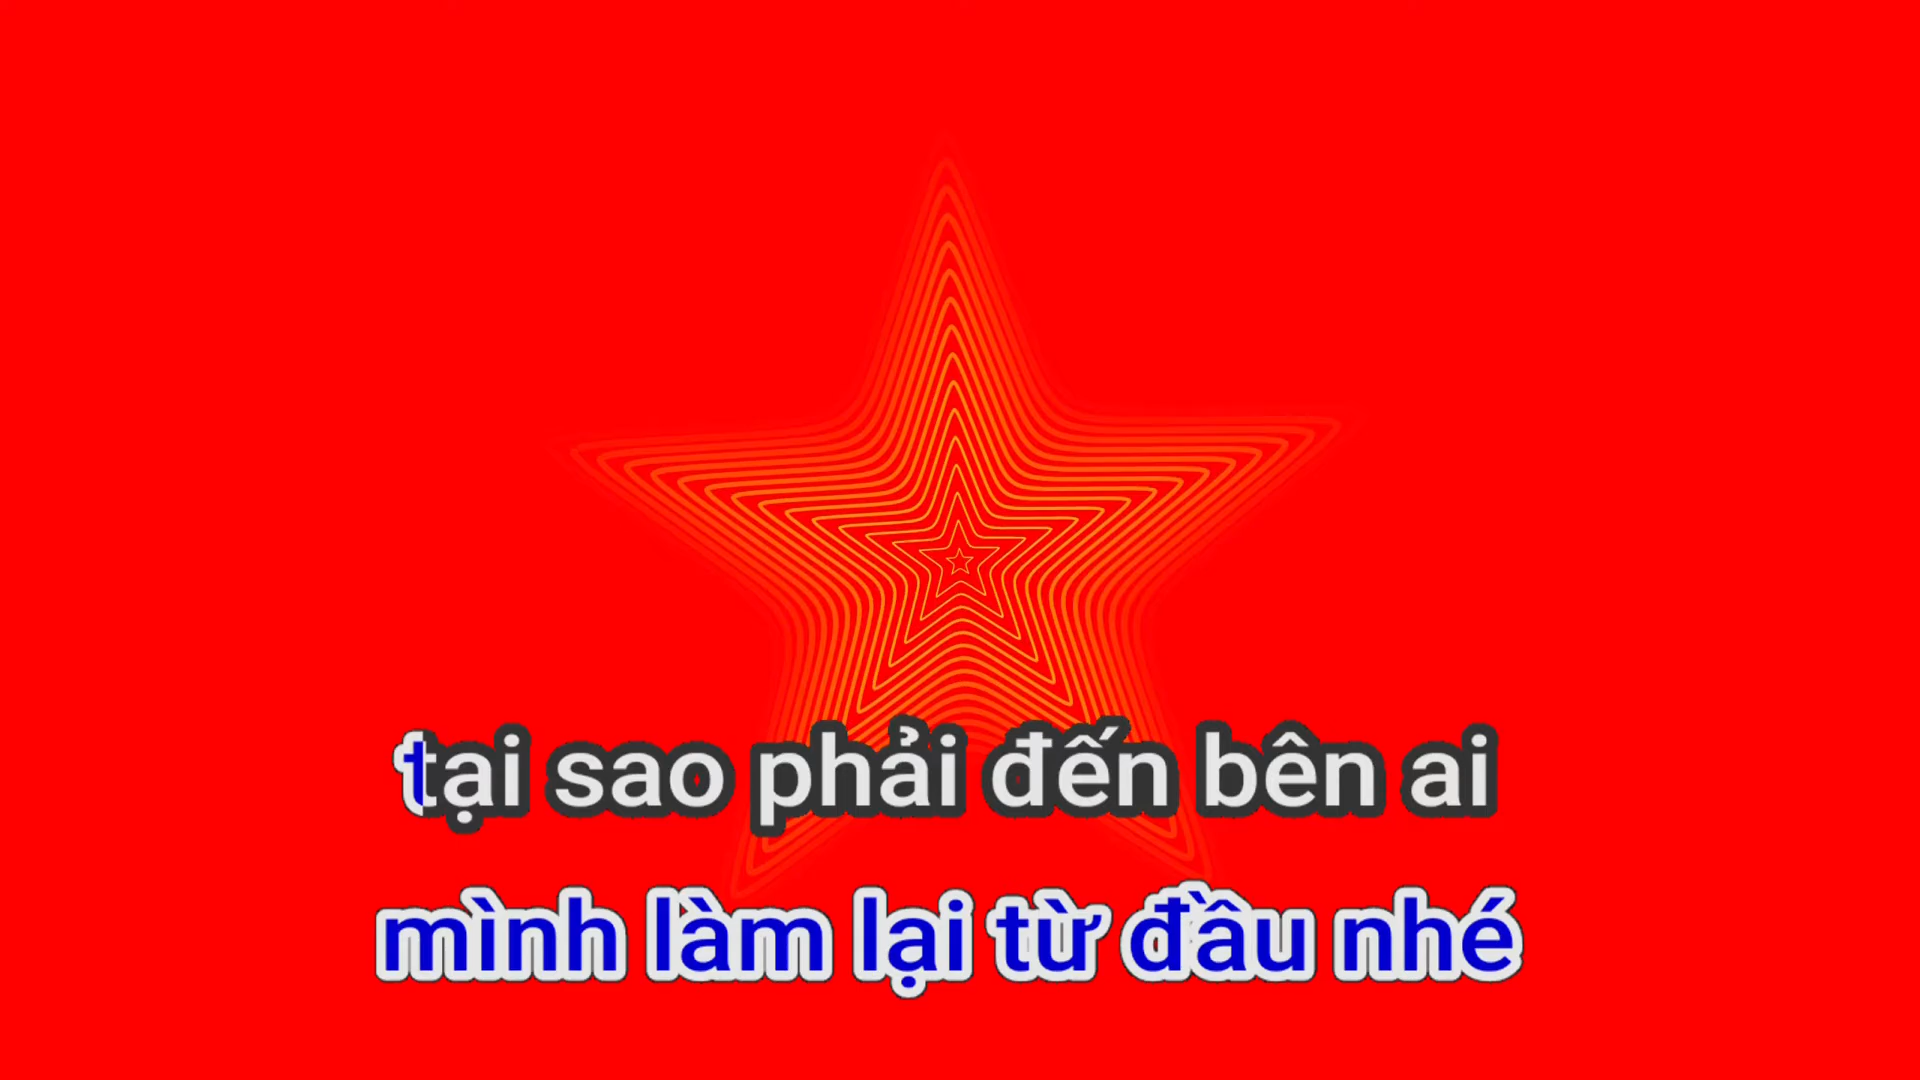 tại sao phải đến bên ai
mình làm lại từ đầu nhé